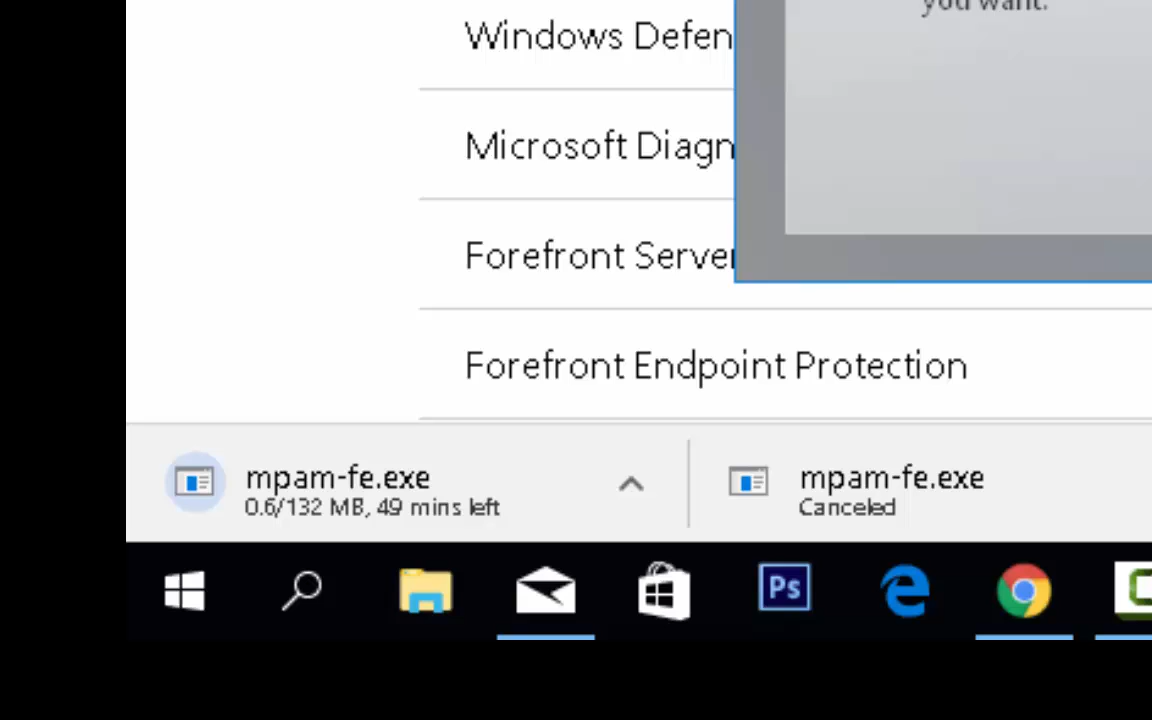 you want.
Windows Defen
Microsoft Diagn
Forefront Server
Forefront Endpoint Protection
mpam-fe.exe
0.6/132 MB, 49 mins left
mpam-fe.exe
Canceled
Ps